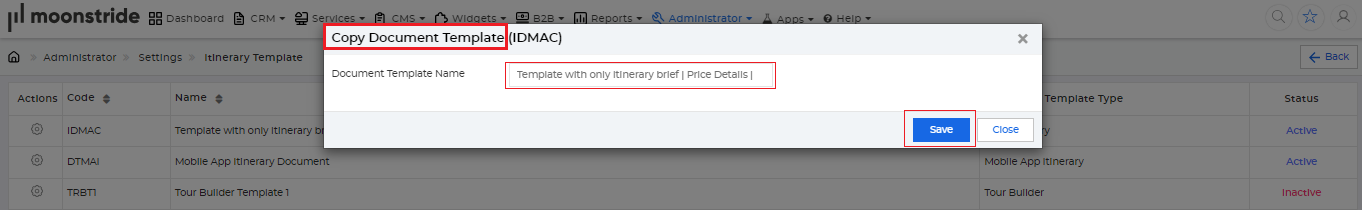 moonstride Dashboard CRM Services CMS Widgets B2B Reports Administrator Apps Help
Copy Document Template (IDMAC)
Administrator Settings Itinerary Template Back
Document Template Name Template with only itinerary brief | Price Details |
Actions Code Name Template Type Status
Save Close
IDMAC Template with only itinerary Active
DTMAI Mobile App Itinerary Document Mobile App Itinerary Active
TRBT1 Tour Builder Template 1 Tour Builder Inactive